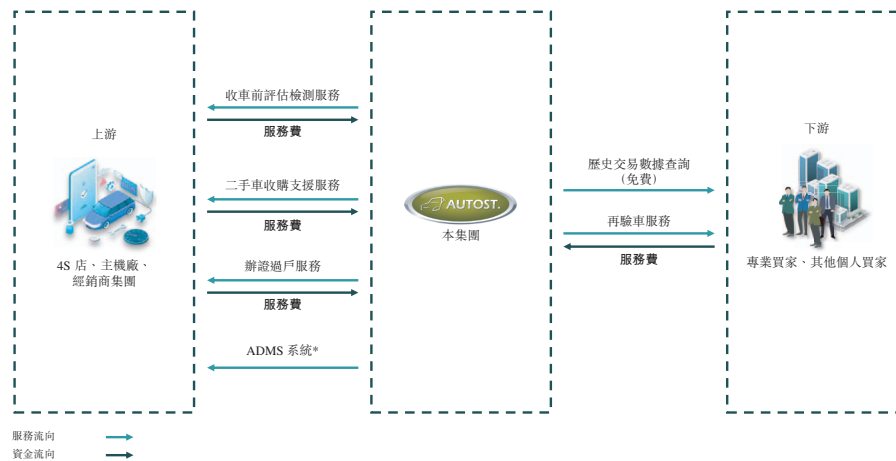 上游
4S 店、主機廠、
經銷商集團
收車前評估檢測服務
服務費
二手車收購支援服務
服務費
辦證過戶服務
服務費
ADMS 系統*
AUTOST.
本集團
歷史交易數據查詢
(免費)
再驗車服務
服務費
下游
專業買家、其他個人買家
服務流向
資金流向